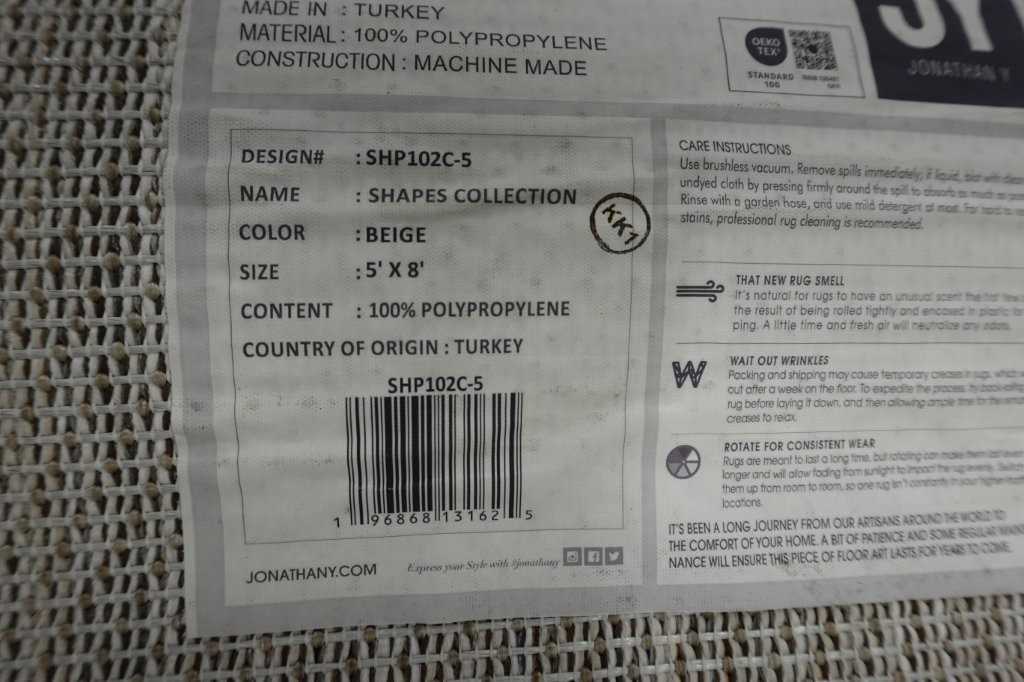 MADE IN : TURKEY
MATERIAL : 100% POLYPROPYLENE
CONSTRUCTION : MACHINE MADE
OEKO
TEX
STANDARD
100
JY
JONATHAN Y
DESIGN# : SHP102C-5
NAME : SHAPES COLLECTION
COLOR : BEIGE
SIZE : 5' X 8'
CONTENT : 100% POLYPROPYLENE
COUNTRY OF ORIGIN : TURKEY
SHP102C-5
1 96868 13162 5
KK1
JONATHANY.COM
Express your Style with @jonathany
CARE INSTRUCTIONS
Use brushless vacuum. Remove spills immediately; if liquid, blot with clean
undyed cloth by pressing firmly around the spill to absorb as much as
Rinse with a garden hose, and use mild detergent at most. For hard to
stains, professional rug cleaning is recommended.
THAT NEW RUG SMELL
It's natural for rugs to have an unusual scent the first few
the result of being rolled tightly and encased in plastic for
ping. A little time and fresh air will neutralize any odors.
WAIT OUT WRINKLES
Packing and shipping may cause temporary creases in rugs, which
out after a week on the floor. To expedite the process, try
rug before laying it down, and then allowing ample time for the
creases to relax.
ROTATE FOR CONSISTENT WEAR
Rugs are meant to last a long time, but rotating can make them last
longer and will allow fading from sunlight to impact the rug evenly. Switch
them up from room to room, so one rug isn't constantly in your
locations.
IT'S BEEN A LONG JOURNEY FROM OUR ARTISANS AROUND THE WORLD TO
THE COMFORT OF YOUR HOME. A BIT OF PATIENCE AND SOME REGULAR
NANCE WILL ENSURE THIS PIECE OF FLOOR ART LASTS FOR YEARS TO COME.